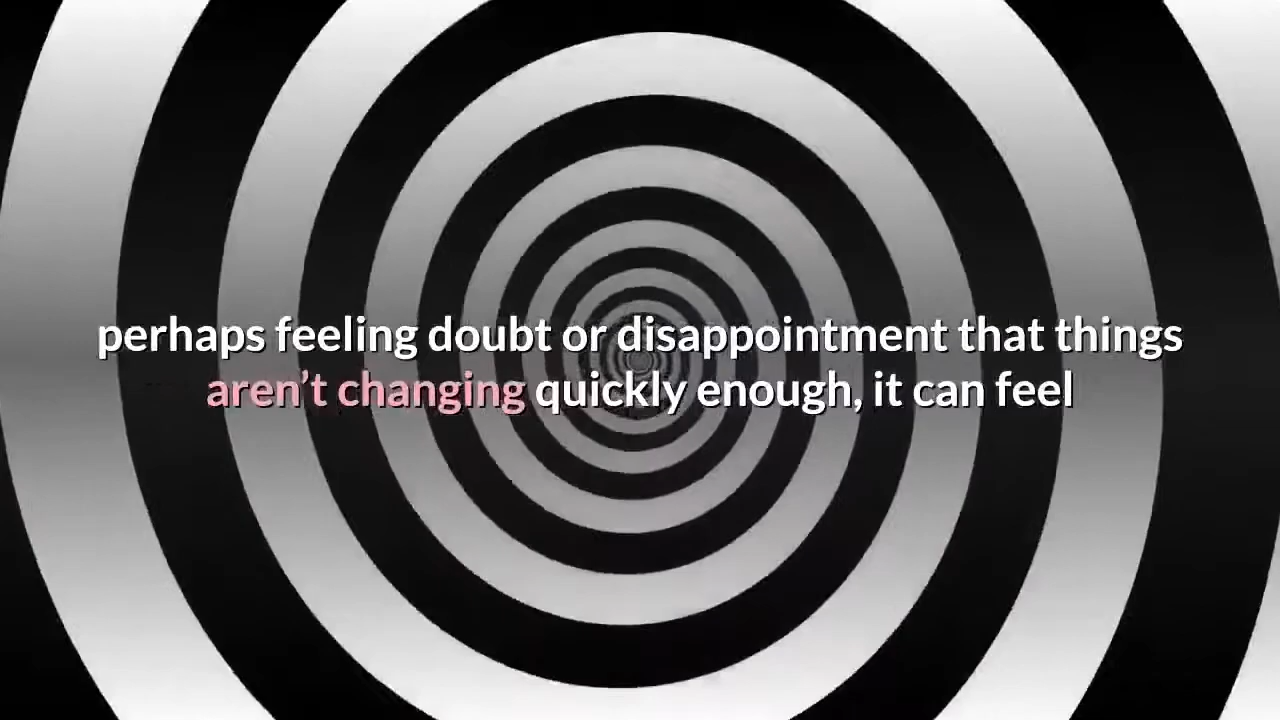 perhaps feeling doubt or disappointment that things
aren’t changing quickly enough, it can feel